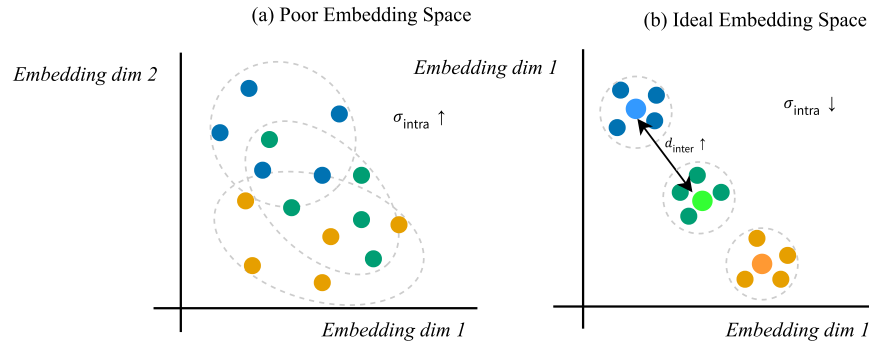 (a) Poor Embedding Space
Embedding dim 2
σintra ↑
Embedding dim 1
(b) Ideal Embedding Space
Embedding dim 1
σintra ↓
dinter ↑
Embedding dim 1